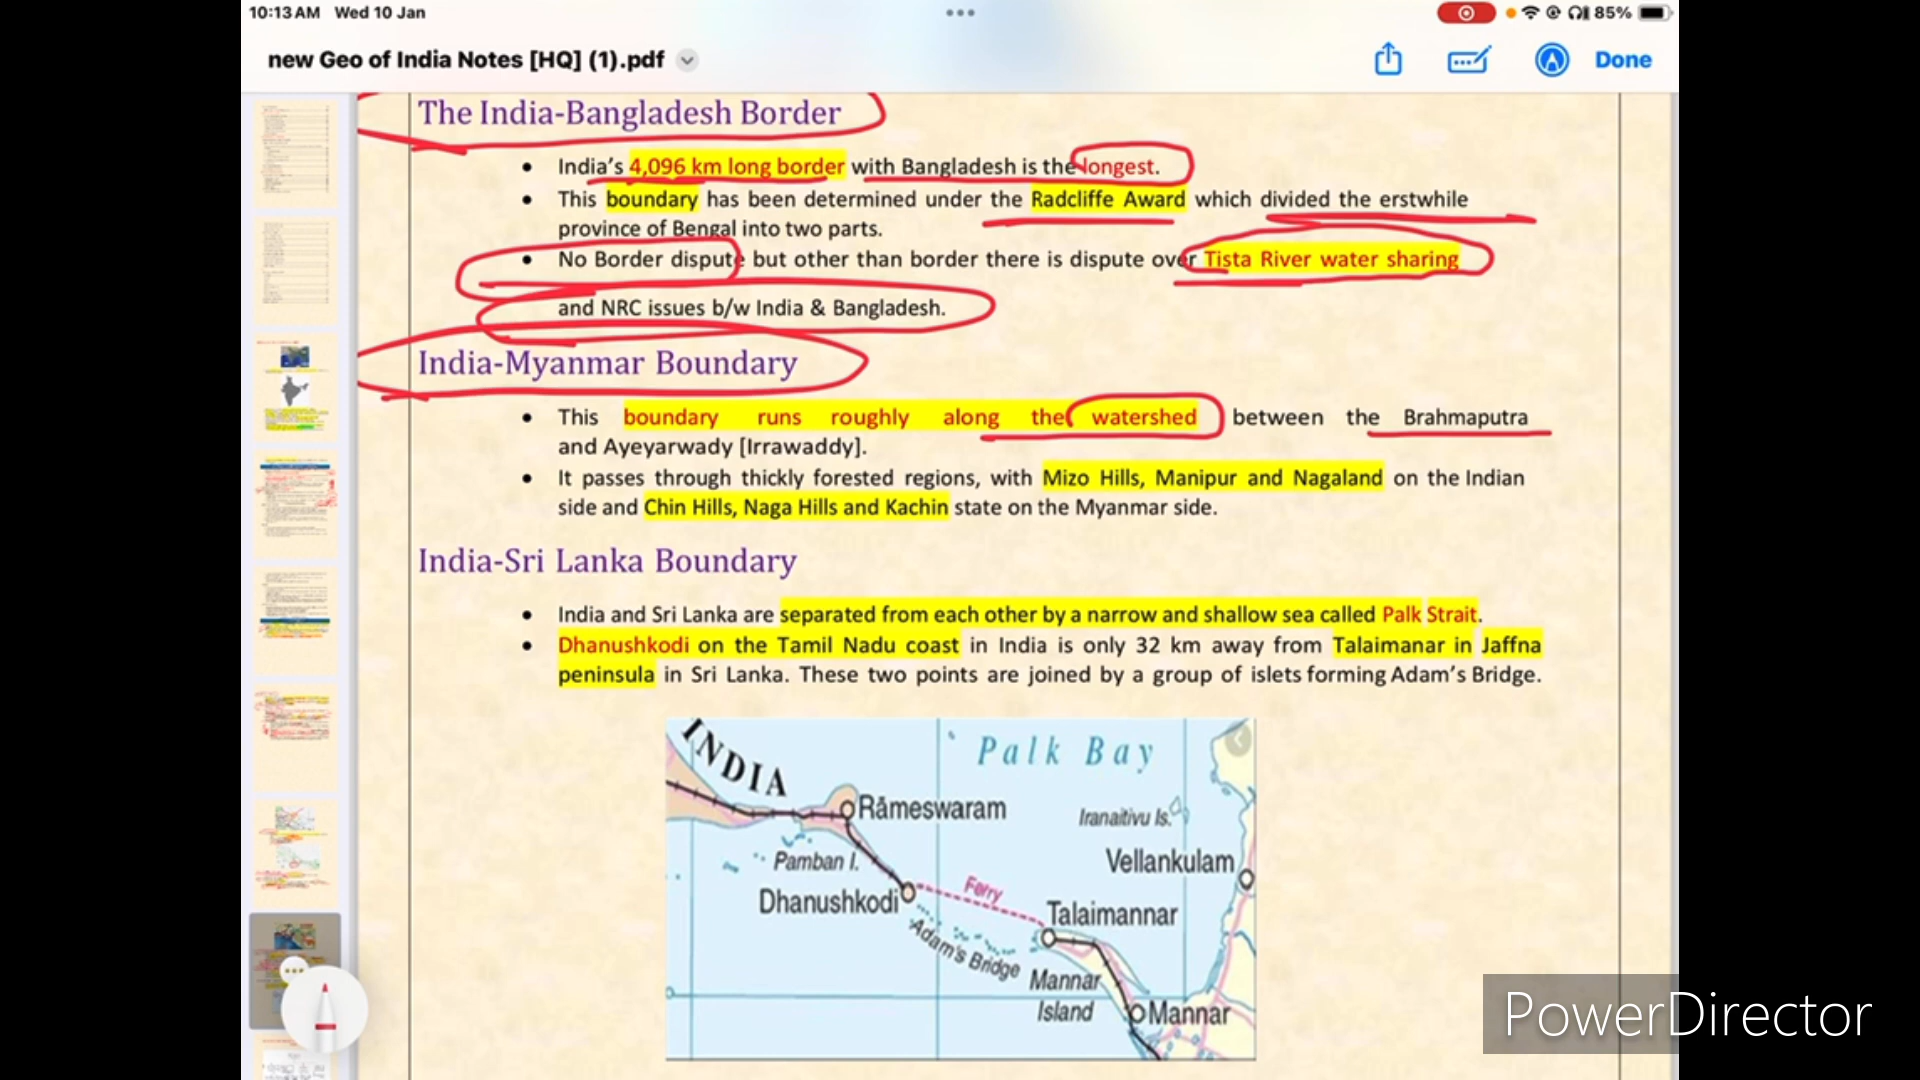 10:13 AM Wed 10 Jan
85%
new Geo of India Notes [HQ] (1).pdf
Done
The India-Bangladesh Border
• India's 4,096 km long border with Bangladesh is the longest.
• This boundary has been determined under the Radcliffe Award which divided the erstwhile
province of Bengal into two parts.
• No Border dispute but other than border there is dispute over Tista River water sharing
and NRC issues b/w India & Bangladesh.
India-Myanmar Boundary
• This boundary runs roughly along the watershed between the Brahmaputra
and Ayeyarwady [Irrawaddy].
• It passes through thickly forested regions, with Mizo Hills, Manipur and Nagaland on the Indian
side and Chin Hills, Naga Hills and Kachin state on the Myanmar side.
India-Sri Lanka Boundary
• India and Sri Lanka are separated from each other by a narrow and shallow sea called Palk Strait.
• Dhanushkodi on the Tamil Nadu coast in India is only 32 km away from Talaimanar in Jaffna
peninsula in Sri Lanka. These two points are joined by a group of islets forming Adam's Bridge.
INDIA
Palk Bay
Rāmeswaram
Iranaitivu Is.
Pamban I.
Vellankulam
Dhanushkodi
Ferry
Talaimannar
Adam's Bridge
Mannar
Island
Mannar
PowerDirector